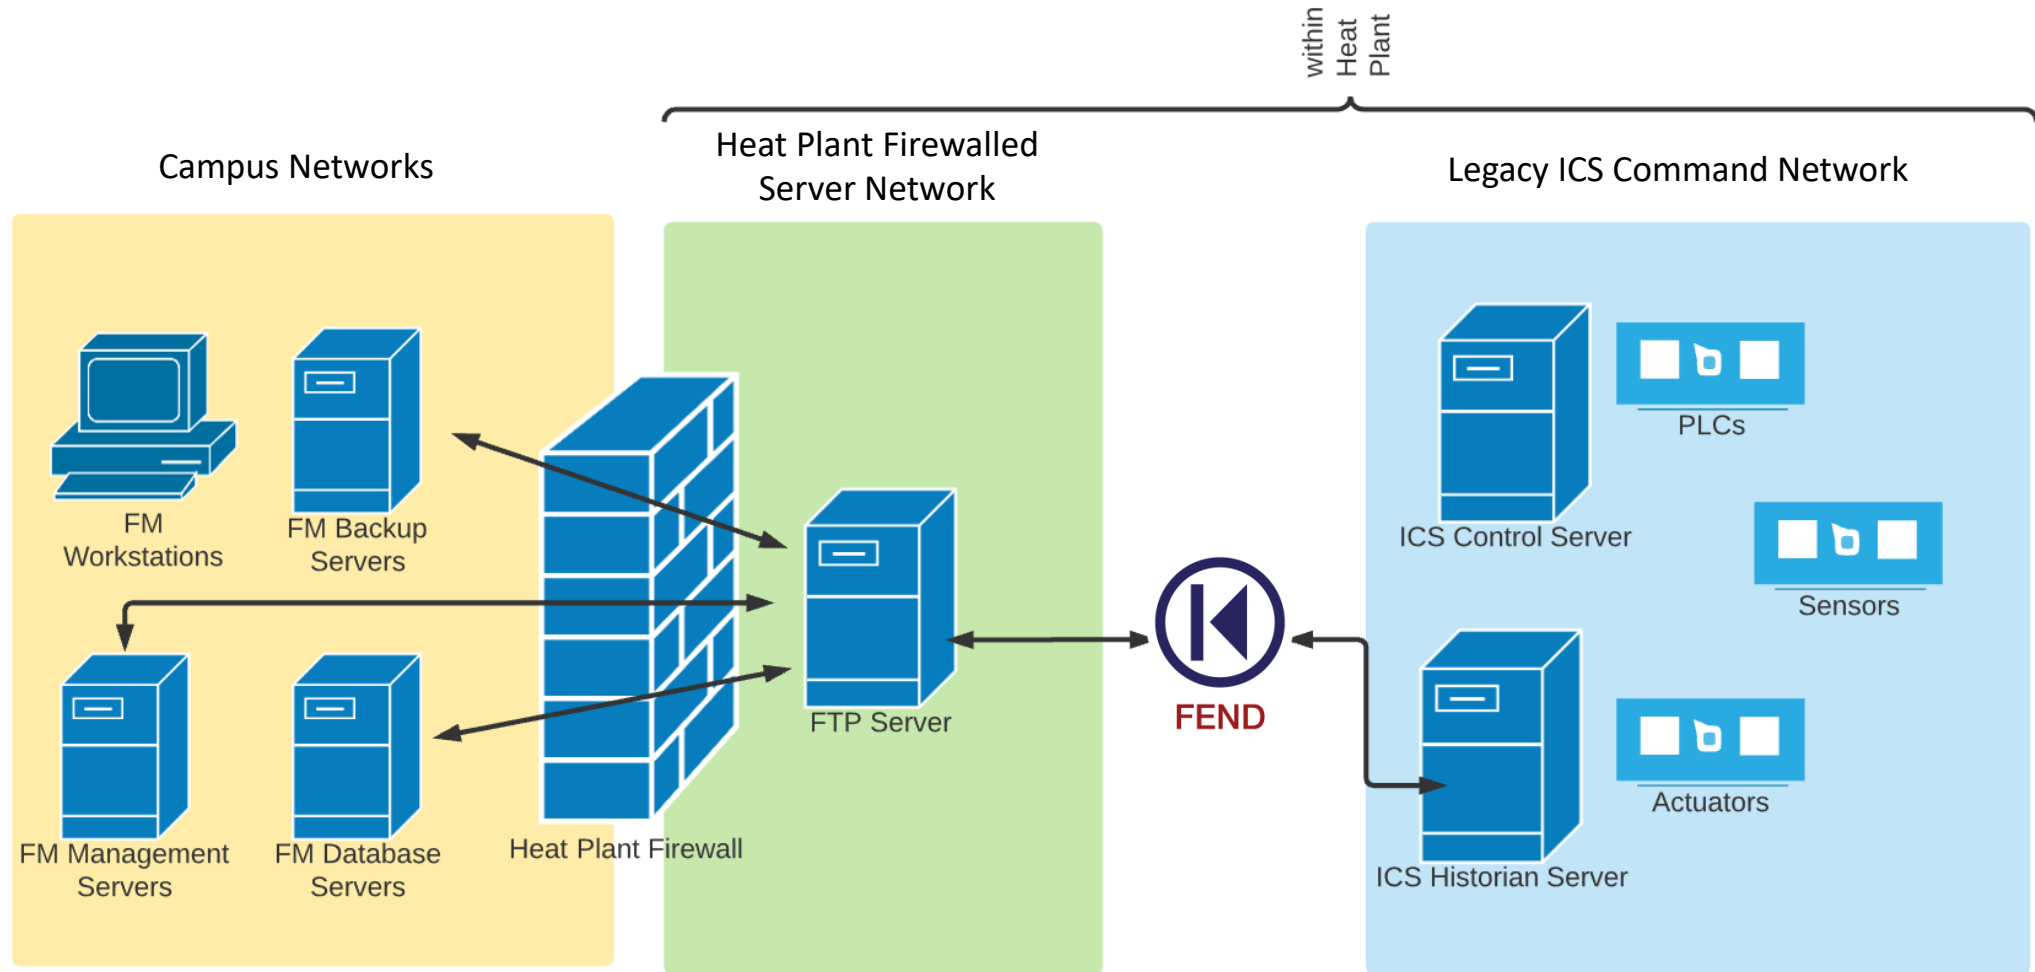 within
Heat
Plant
Campus Networks
Heat Plant Firewalled
Server Network
Legacy ICS Command Network
FM
Workstations
FM Backup
Servers
FM Management
Servers
FM Database
Servers
Heat Plant Firewall
FTP Server
FEND
ICS Control Server
PLCs
Sensors
ICS Historian Server
Actuators